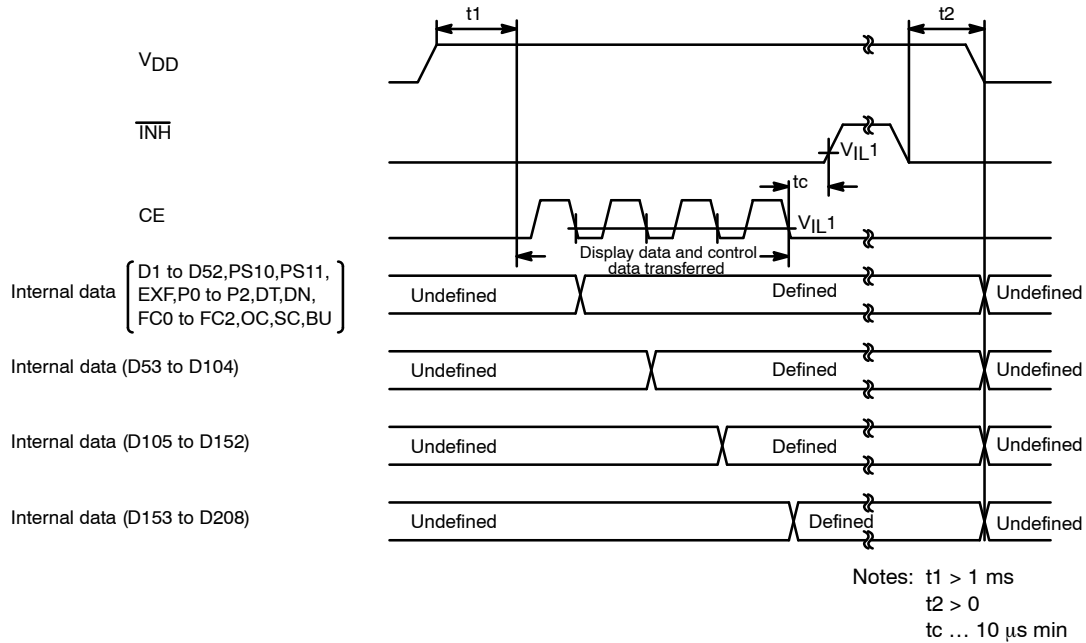 t1
t2
VDD
INH
VIL1
tc
CE
VIL1
Display data and control
data transferred
Internal data
D1 to D52,PS10,PS11,
EXF,P0 to P2,DT,DN,
FC0 to FC2,OC,SC,BU
Undefined
Defined
Undefined
Internal data (D53 to D104)
Undefined
Defined
Undefined
Internal data (D105 to D152)
Undefined
Defined
Undefined
Internal data (D153 to D208)
Undefined
Defined
Undefined
Notes: t1 > 1 ms
t2 > 0
tc … 10 μs min